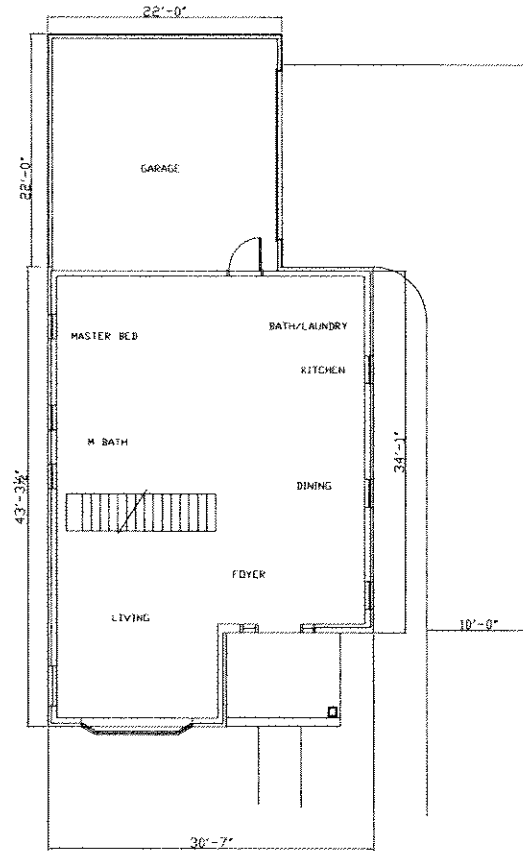 22'-0"
GARAGE
22'-0"
MASTER BED
BATH/LAUNDRY
KITCHEN
M BATH
34'-1"
DINING
43'-3½"
FOYER
LIVING
10'-0"
30'-7"